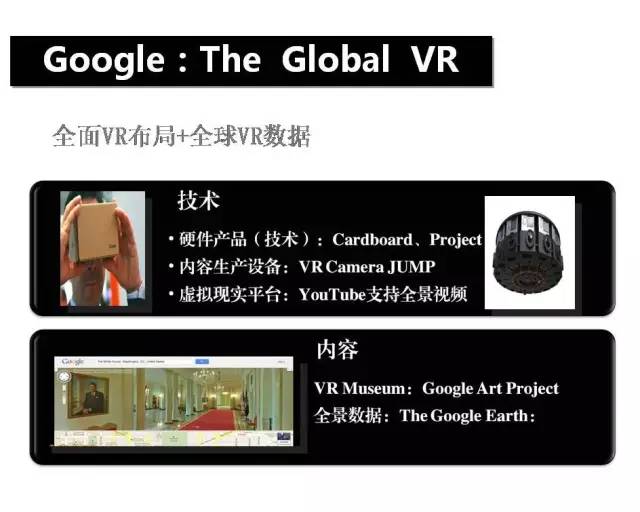 Google：The Global VR
全面VR布局+全球VR数据
技术
• 硬件产品（技术）：Cardboard、Project
• 内容生产设备：VR Camera JUMP
• 虚拟现实平台：YouTube支持全景视频
内容
Google
VR Museum：Google Art Project
全景数据：The Google Earth：